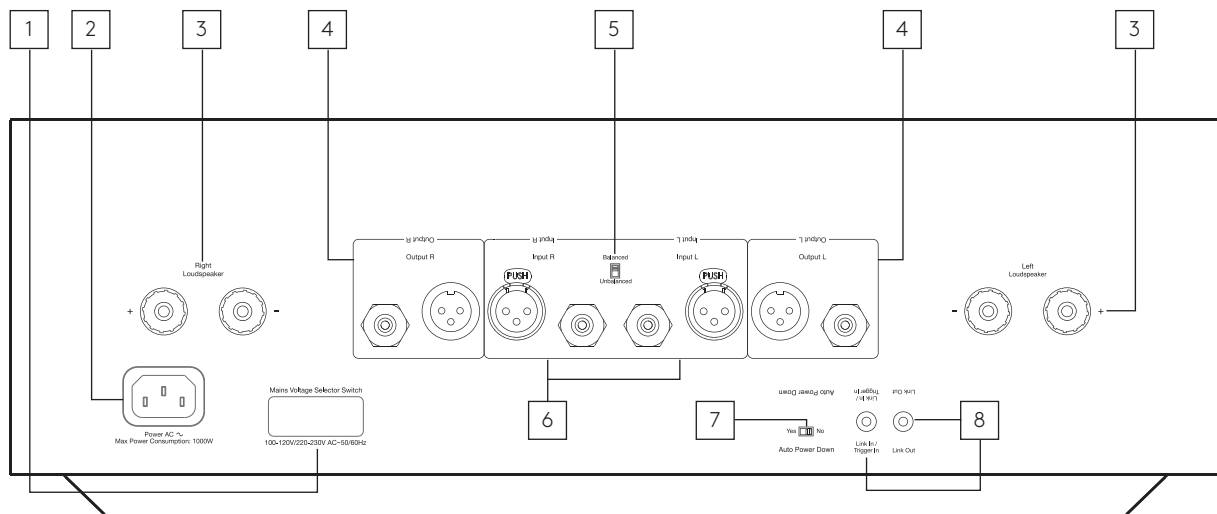 1
2
3
4
5
4
3
Output R
Input R
Input L
Output L
Right
Loudspeaker
Output R
Input R
Balanced
Unbalanced
Input L
Output L
Left
Loudspeaker
PUSH
PUSH
+
-
-
+
Mains Voltage Selector Switch
100-120V/220-230V AC~50/60Hz
Power AC ~
Max Power Consumption: 1000W
6
7
8
Auto Power Down
Link In /
Trigger In
Link Out
Yes
No
Auto Power Down
Link In /
Trigger In
Link Out